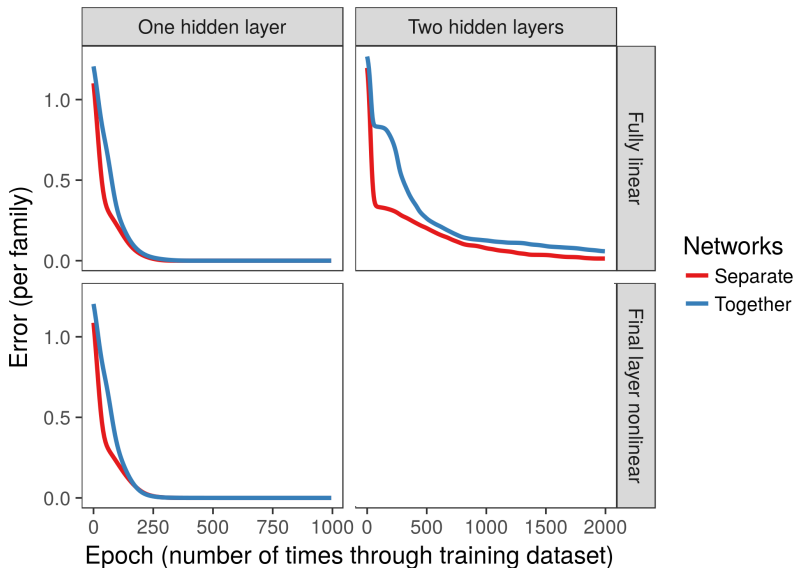 One hidden layer
Two hidden layers
Fully linear
Final layer nonlinear
Error (per family)
1.0
0.5
0.0
1.0
0.5
0.0
0 250 500 750 1000
0 500 1000 1500 2000
Epoch (number of times through training dataset)
Networks
Separate
Together